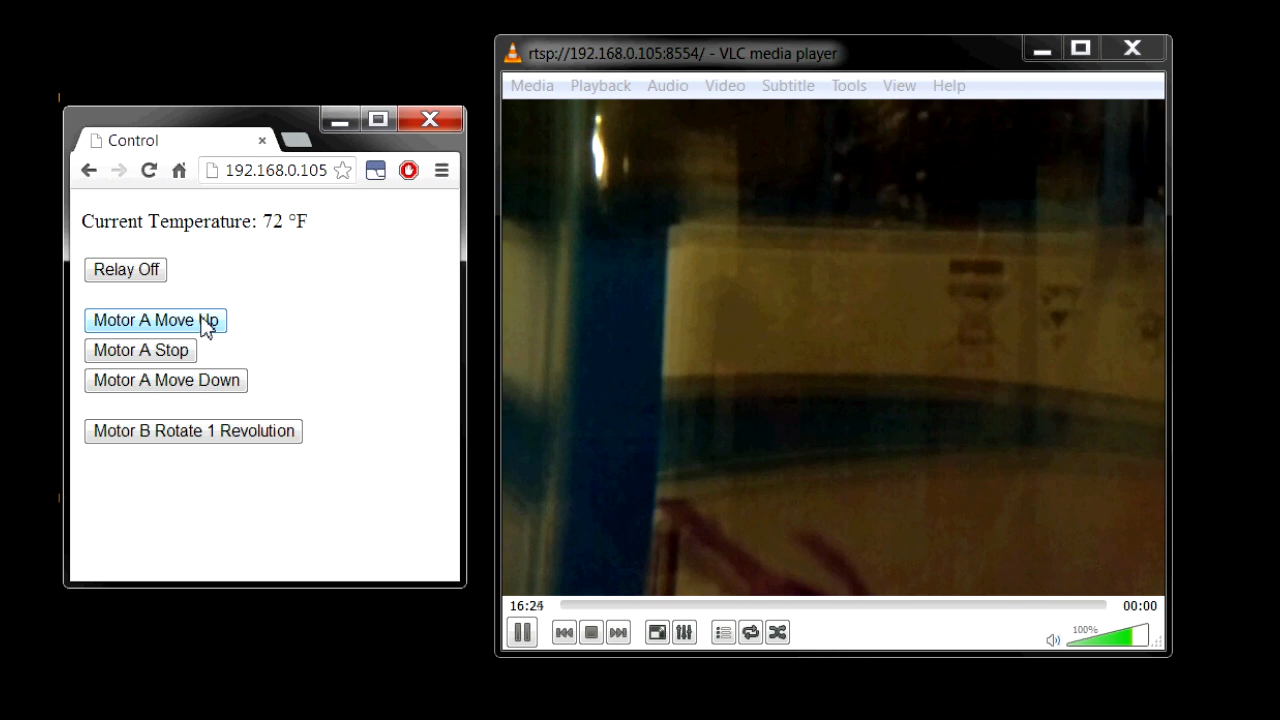 Control
192.168.0.105
Current Temperature: 72 °F
Relay Off
Motor A Move Up
Motor A Stop
Motor A Move Down
Motor B Rotate 1 Revolution
rtsp://192.168.0.105:8554/ - VLC media player
Media Playback Audio Video Subtitle Tools View Help
16:24 00:00
100%